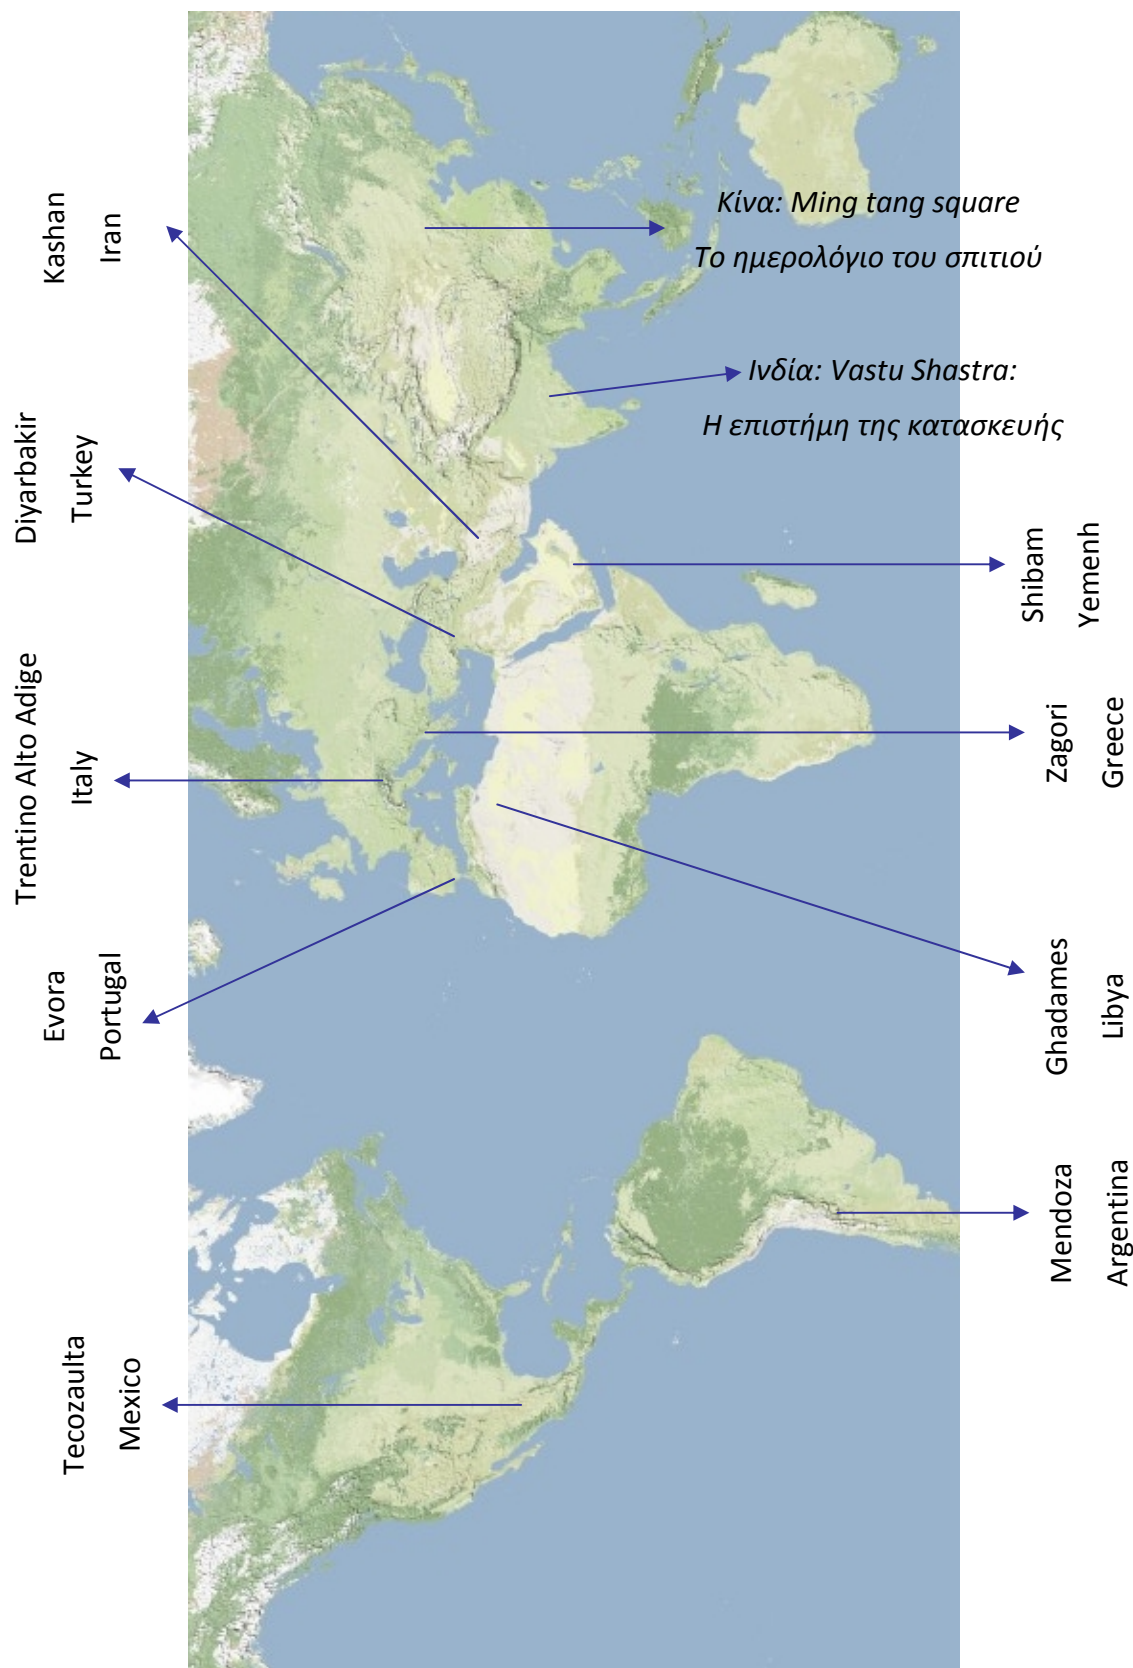 Kashan
Iran
Κίνα: Ming tang square
Το ημερολόγιο του σπιτιού
Ινδία: Vastu Shastra:
Η επιστήμη της κατασκευής
Diyarbakir
Turkey
Shibam
Yemenh
Trentino Alto Adige
Italy
Zagori
Greece
Evora
Portugal
Ghadames
Libya
Mendoza
Argentina
Tecozaulta
Mexico